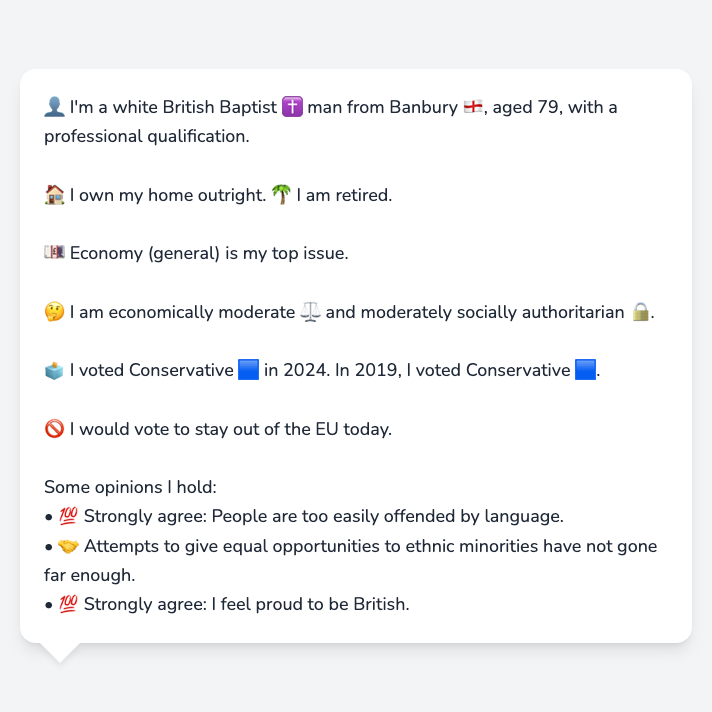 👤 I'm a white British Baptist ✝️ man from Banbury 🏴󠁧󠁢󠁥󠁮󠁧󠁿, aged 79, with a
professional qualification.
🏠 I own my home outright. 🌴 I am retired.
💷 Economy (general) is my top issue.
🤔 I am economically moderate ⚖️ and moderately socially authoritarian 🔒.
🗳️ I voted Conservative 🟦 in 2024. In 2019, I voted Conservative 🟦.
🚫 I would vote to stay out of the EU today.
Some opinions I hold:
• 💯 Strongly agree: People are too easily offended by language.
• 🤝 Attempts to give equal opportunities to ethnic minorities have not gone
far enough.
• 💯 Strongly agree: I feel proud to be British.